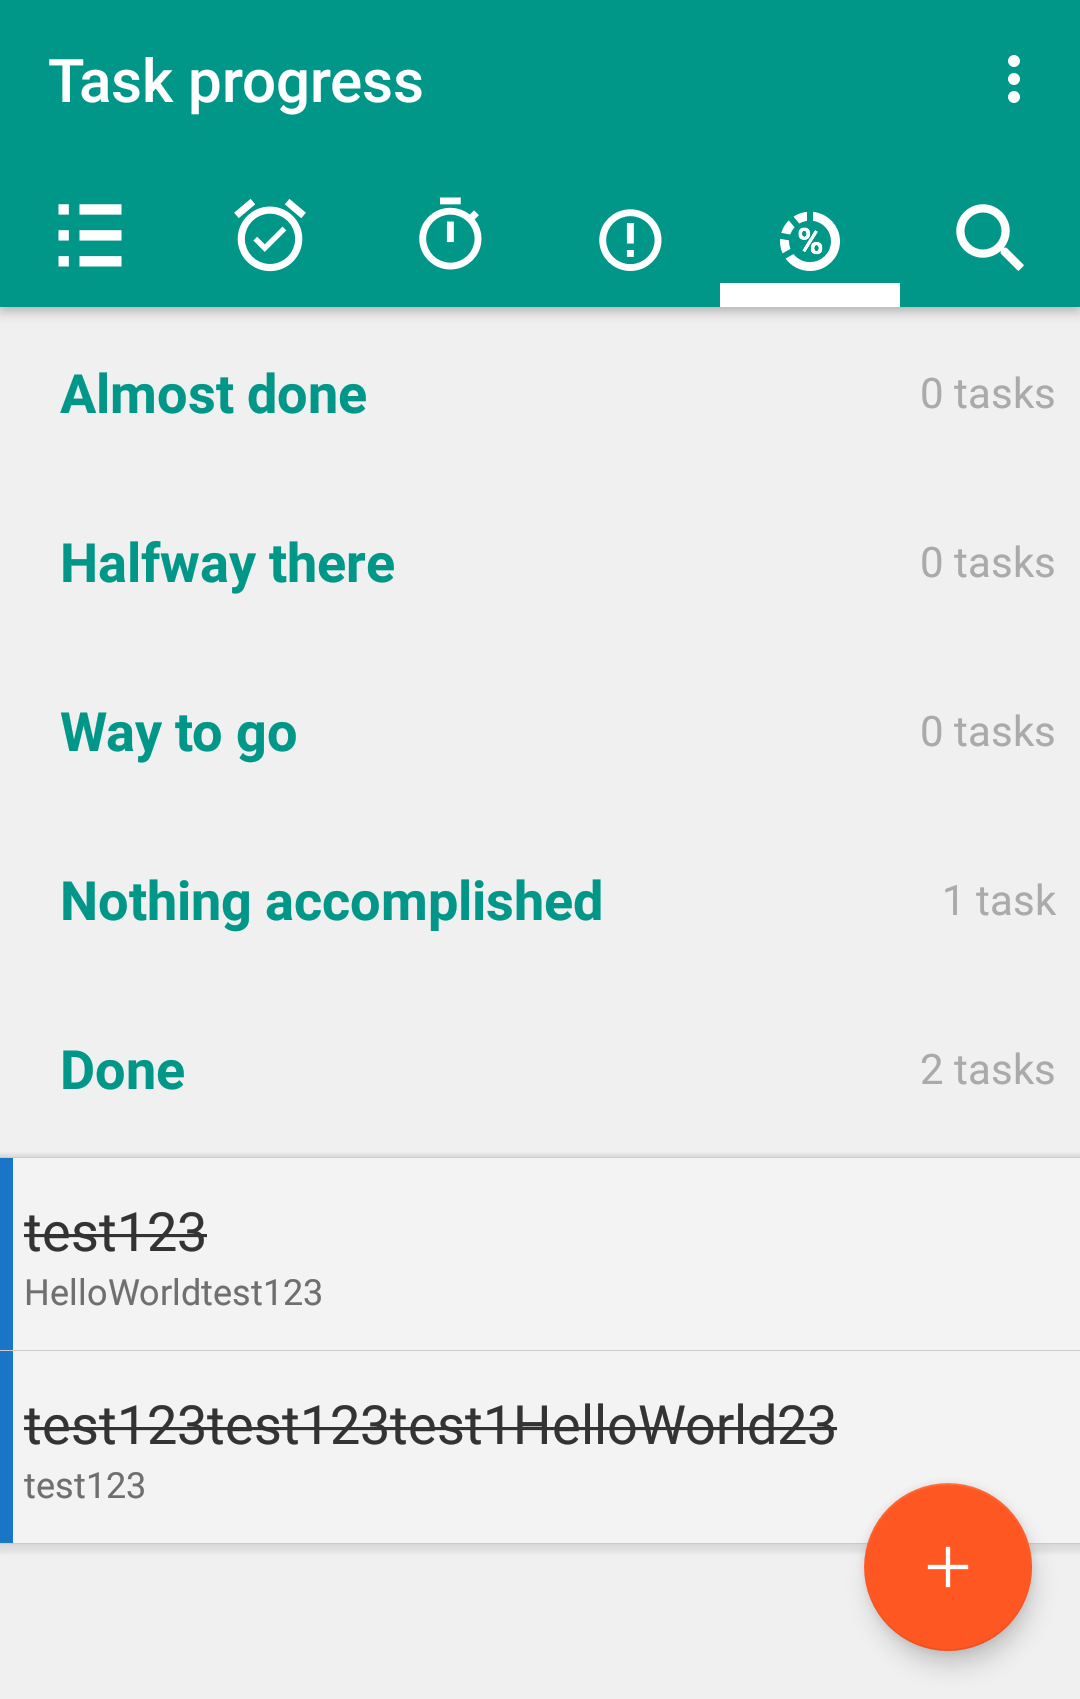 Task progress
%
Almost done
0 tasks
Halfway there
0 tasks
Way to go
0 tasks
Nothing accomplished
1 task
Done
2 tasks
test123
HelloWorldtest123
test123test123test1HelloWorld23
test123